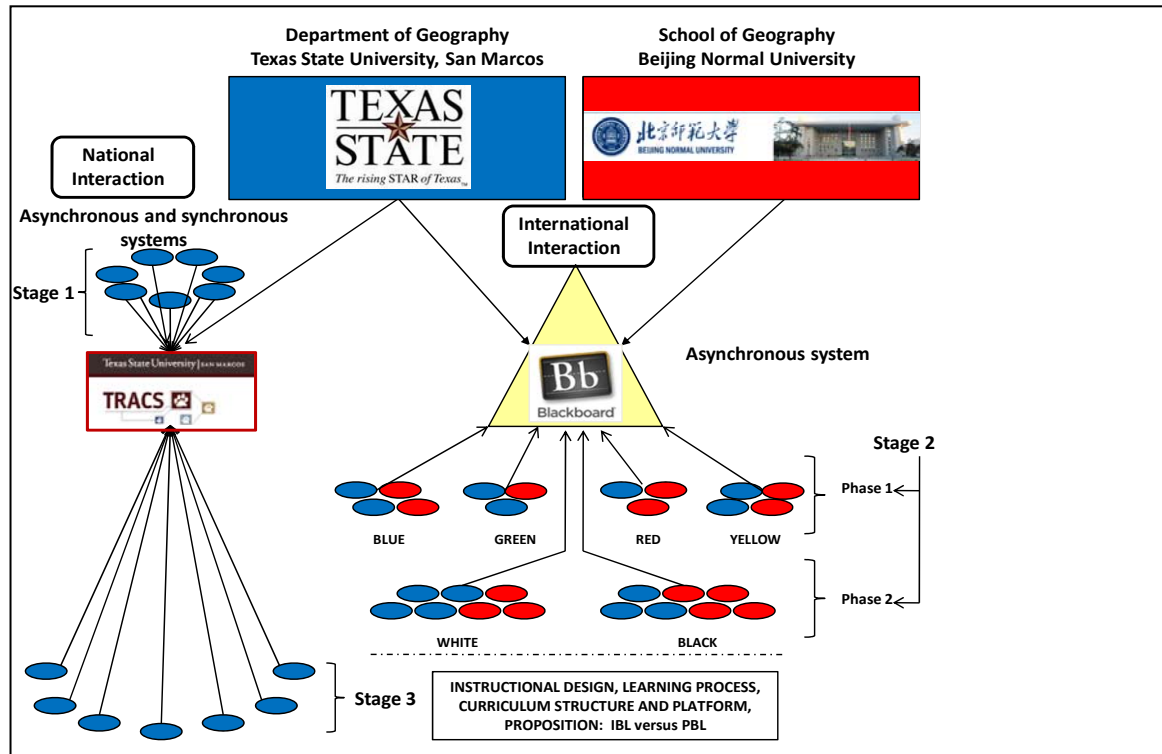 Department of Geography
Texas State University, San Marcos
School of Geography
Beijing Normal University
TEXAS
STATE
The rising STAR of Texas™
北京師範大學
BEIJING NORMAL UNIVERSITY
National
Interaction
International
Interaction
Asynchronous and synchronous
systems
Stage 1
Texas State University | SAN MARCOS
TRACS
Asynchronous system
Bb
Blackboard
Stage 2
Phase 1
BLUE
GREEN
RED
YELLOW
Phase 2
WHITE
BLACK
Stage 3
INSTRUCTIONAL DESIGN, LEARNING PROCESS,
CURRICULUM STRUCTURE AND PLATFORM,
PROPOSITION: IBL versus PBL